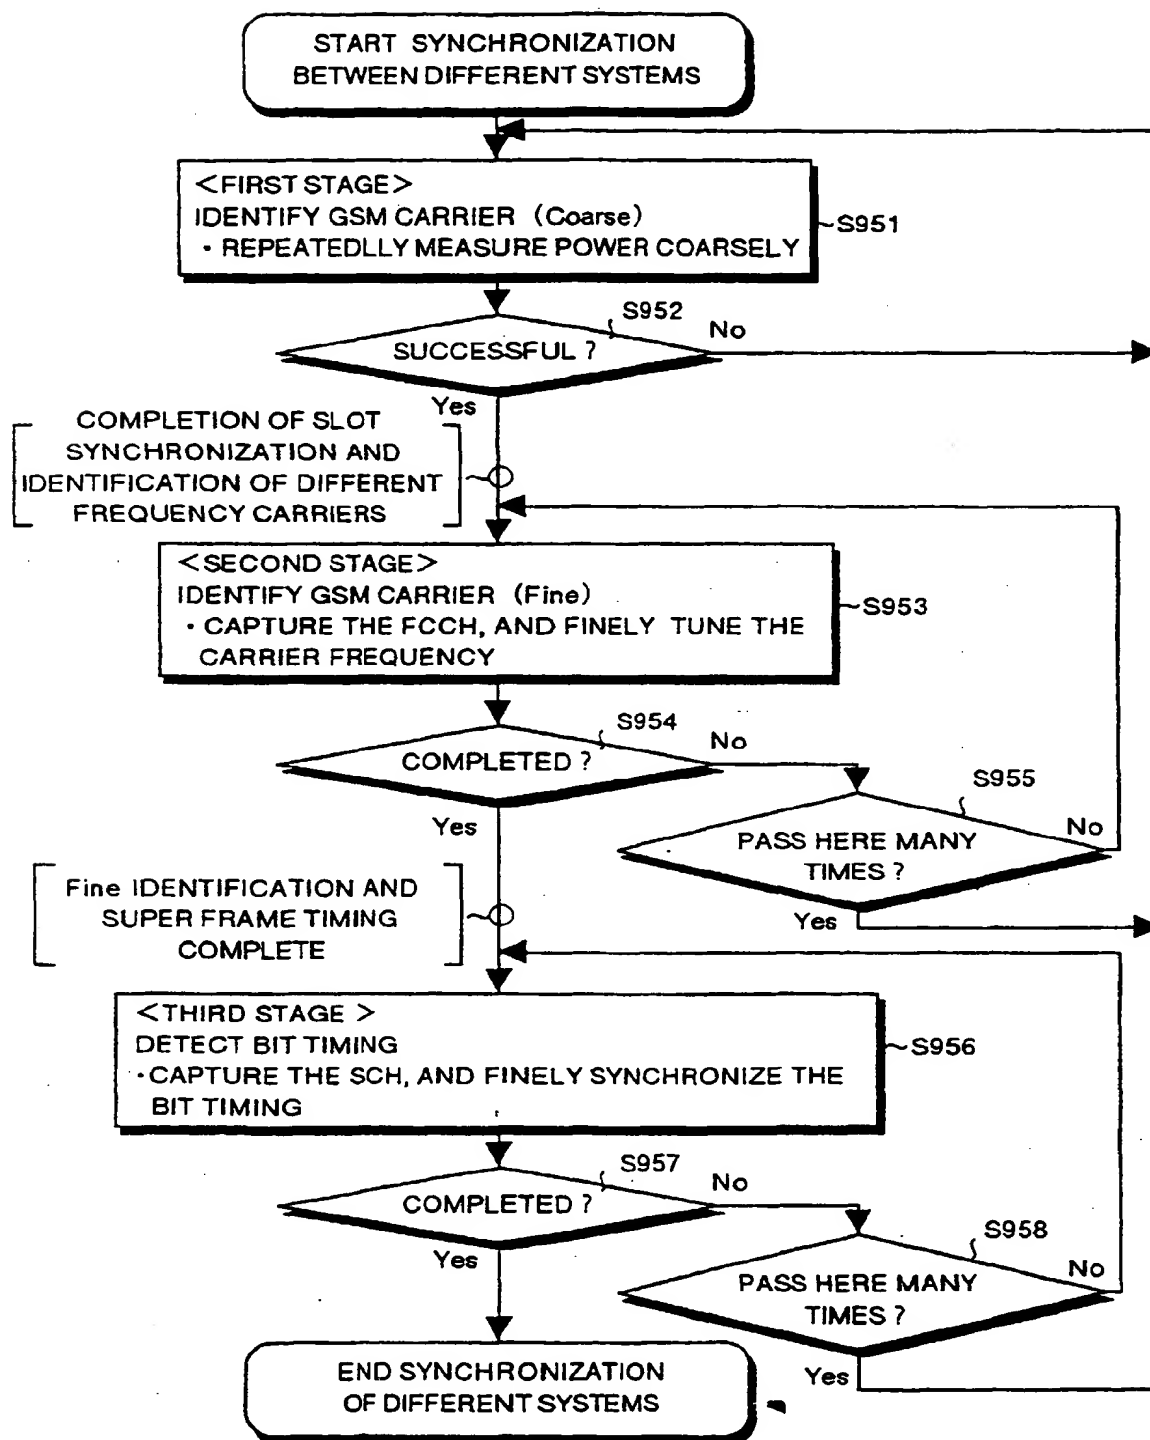 START SYNCHRONIZATION
BETWEEN DIFFERENT SYSTEMS
<FIRST STAGE>
IDENTIFY GSM CARRIER (Coarse)
· REPEATEDLLY MEASURE POWER COARSELY
S951
S952
SUCCESSFUL ?
No
Yes
COMPLETION OF SLOT
SYNCHRONIZATION AND
IDENTIFICATION OF DIFFERENT
FREQUENCY CARRIERS
<SECOND STAGE>
IDENTIFY GSM CARRIER (Fine)
· CAPTURE THE FCCH, AND FINELY TUNE THE
CARRIER FREQUENCY
S953
S954
COMPLETED ?
No
Yes
S955
PASS HERE MANY
TIMES ?
No
Yes
Fine IDENTIFICATION AND
SUPER FRAME TIMING
COMPLETE
<THIRD STAGE >
DETECT BIT TIMING
· CAPTURE THE SCH, AND FINELY SYNCHRONIZE THE
BIT TIMING
S956
S957
COMPLETED ?
No
Yes
S958
PASS HERE MANY
TIMES ?
No
Yes
END SYNCHRONIZATION
OF DIFFERENT SYSTEMS